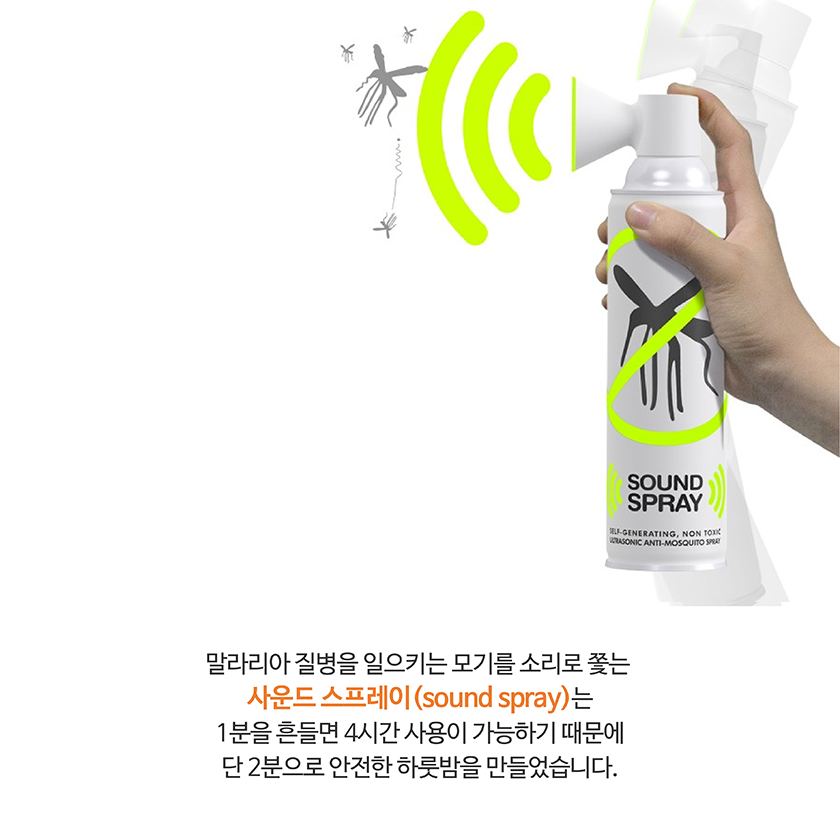 SOUND
SPRAY
SELF-GENERATING, NON TOXIC
ULTRASONIC ANTI-MOSQUITO SPRAY
말라리아 질병을 일으키는 모기를 소리로 쫓는
사운드 스프레이(sound spray)는
1분을 흔들면 4시간 사용이 가능하기 때문에
단 2분으로 안전한 하룻밤을 만들었습니다.